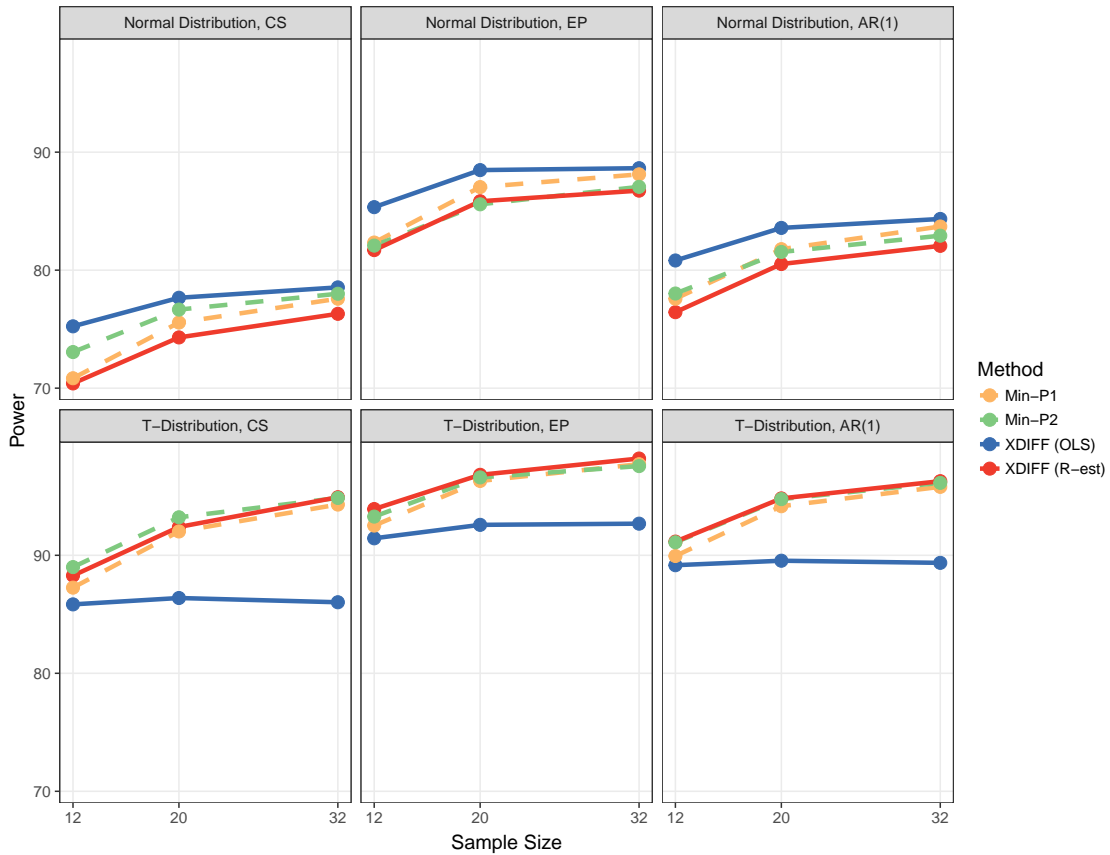 Normal Distribution, CS
Normal Distribution, EP
Normal Distribution, AR(1)
90
80
70
T−Distribution, CS
T−Distribution, EP
T−Distribution, AR(1)
90
80
70
12 20 32
12 20 32
12 20 32
Sample Size
Power
Method
Min−P1
Min−P2
XDIFF (OLS)
XDIFF (R−est)